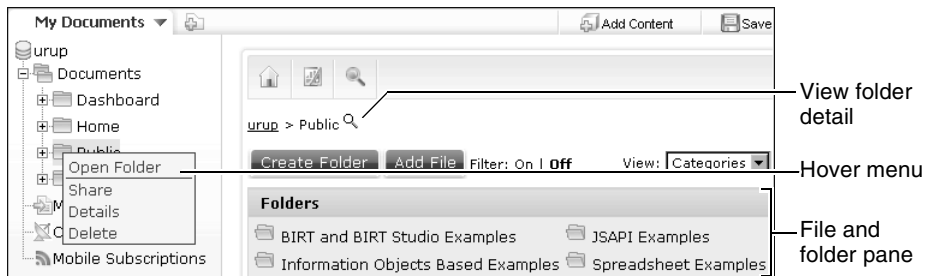 My Documents
Add Content
Save
urup
Documents
Dashboard
Home
Public
Open Folder
Share
Details
Delete
M
Mobile Subscriptions
urup > Public
Create Folder
Add File
Filter: On | Off
View: Categories
Folders
BIRT and BIRT Studio Examples
JSAPI Examples
Information Objects Based Examples
Spreadsheet Examples
View folder
detail
Hover menu
File and
folder pane